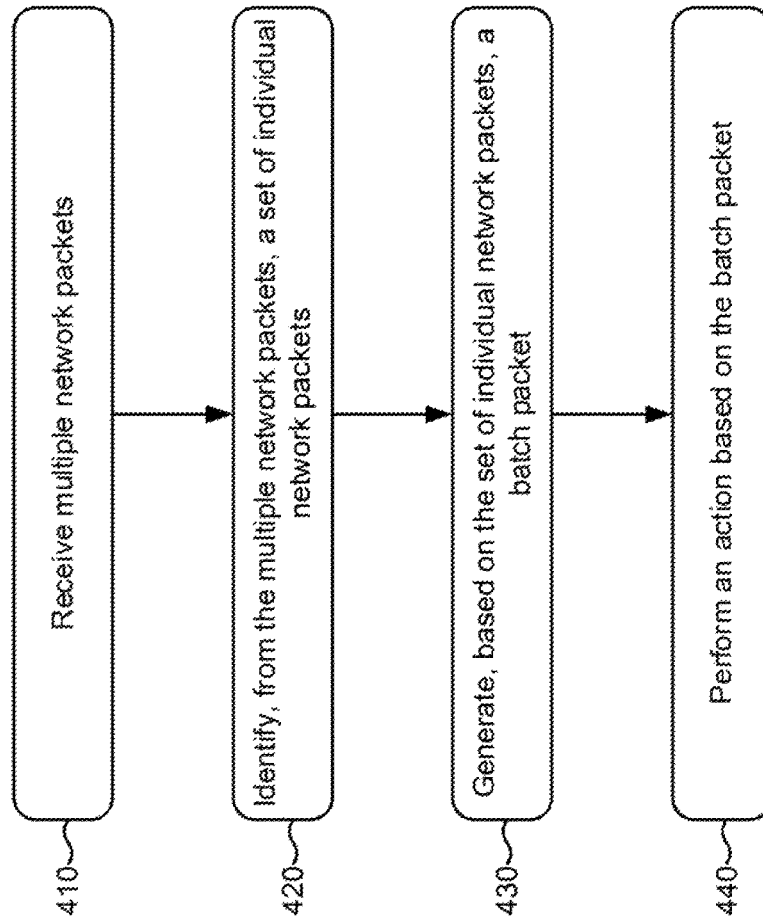 410
Receive multiple network packets
420
Identify, from the multiple network packets, a set of individual
network packets
430
Generate, based on the set of individual network packets, a
batch packet
440
Perform an action based on the batch packet